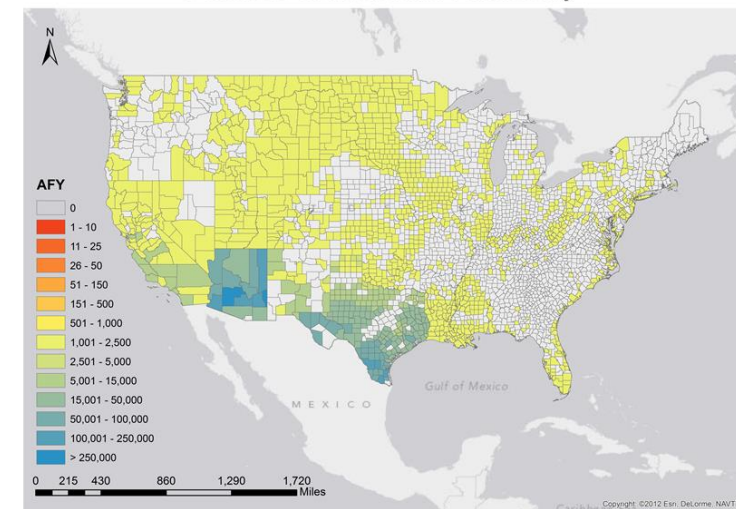 N
AFY
0
1 - 10
11 - 25
26 - 50
51 - 150
151 - 500
501 - 1,000
1,001 - 2,500
2,501 - 5,000
5,001 - 15,000
15,001 - 50,000
50,001 - 100,000
100,001 - 250,000
> 250,000
Gulf of Mexico
MEXICO
0 215 430 860 1,290 1,720
Miles
Copyright: ©2012 Esri, DeLorme, NAVT